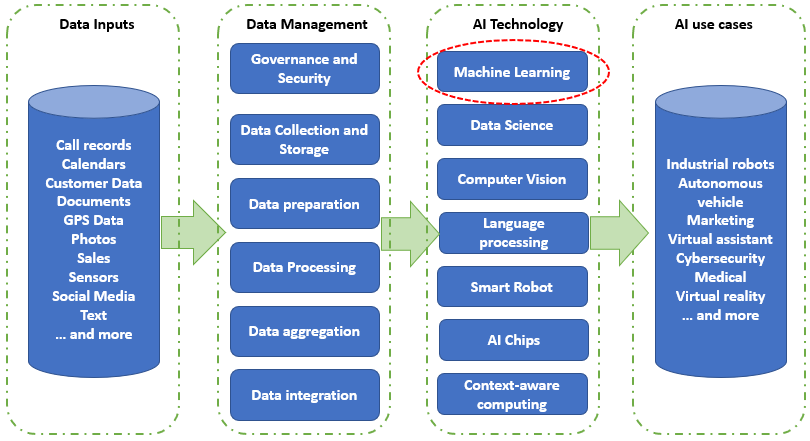 Data Inputs
Call records
Calendars
Customer Data
Documents
GPS Data
Photos
Sales
Sensors
Social Media
Text
... and more
Data Management
Governance and
Security
Data Collection and
Storage
Data preparation
Data Processing
Data aggregation
Data integration
AI Technology
Machine Learning
Data Science
Computer Vision
Language
processing
Smart Robot
AI Chips
Context-aware
computing
AI use cases
Industrial robots
Autonomous
vehicle
Marketing
Virtual assistant
Cybersecurity
Medical
Virtual reality
... and more